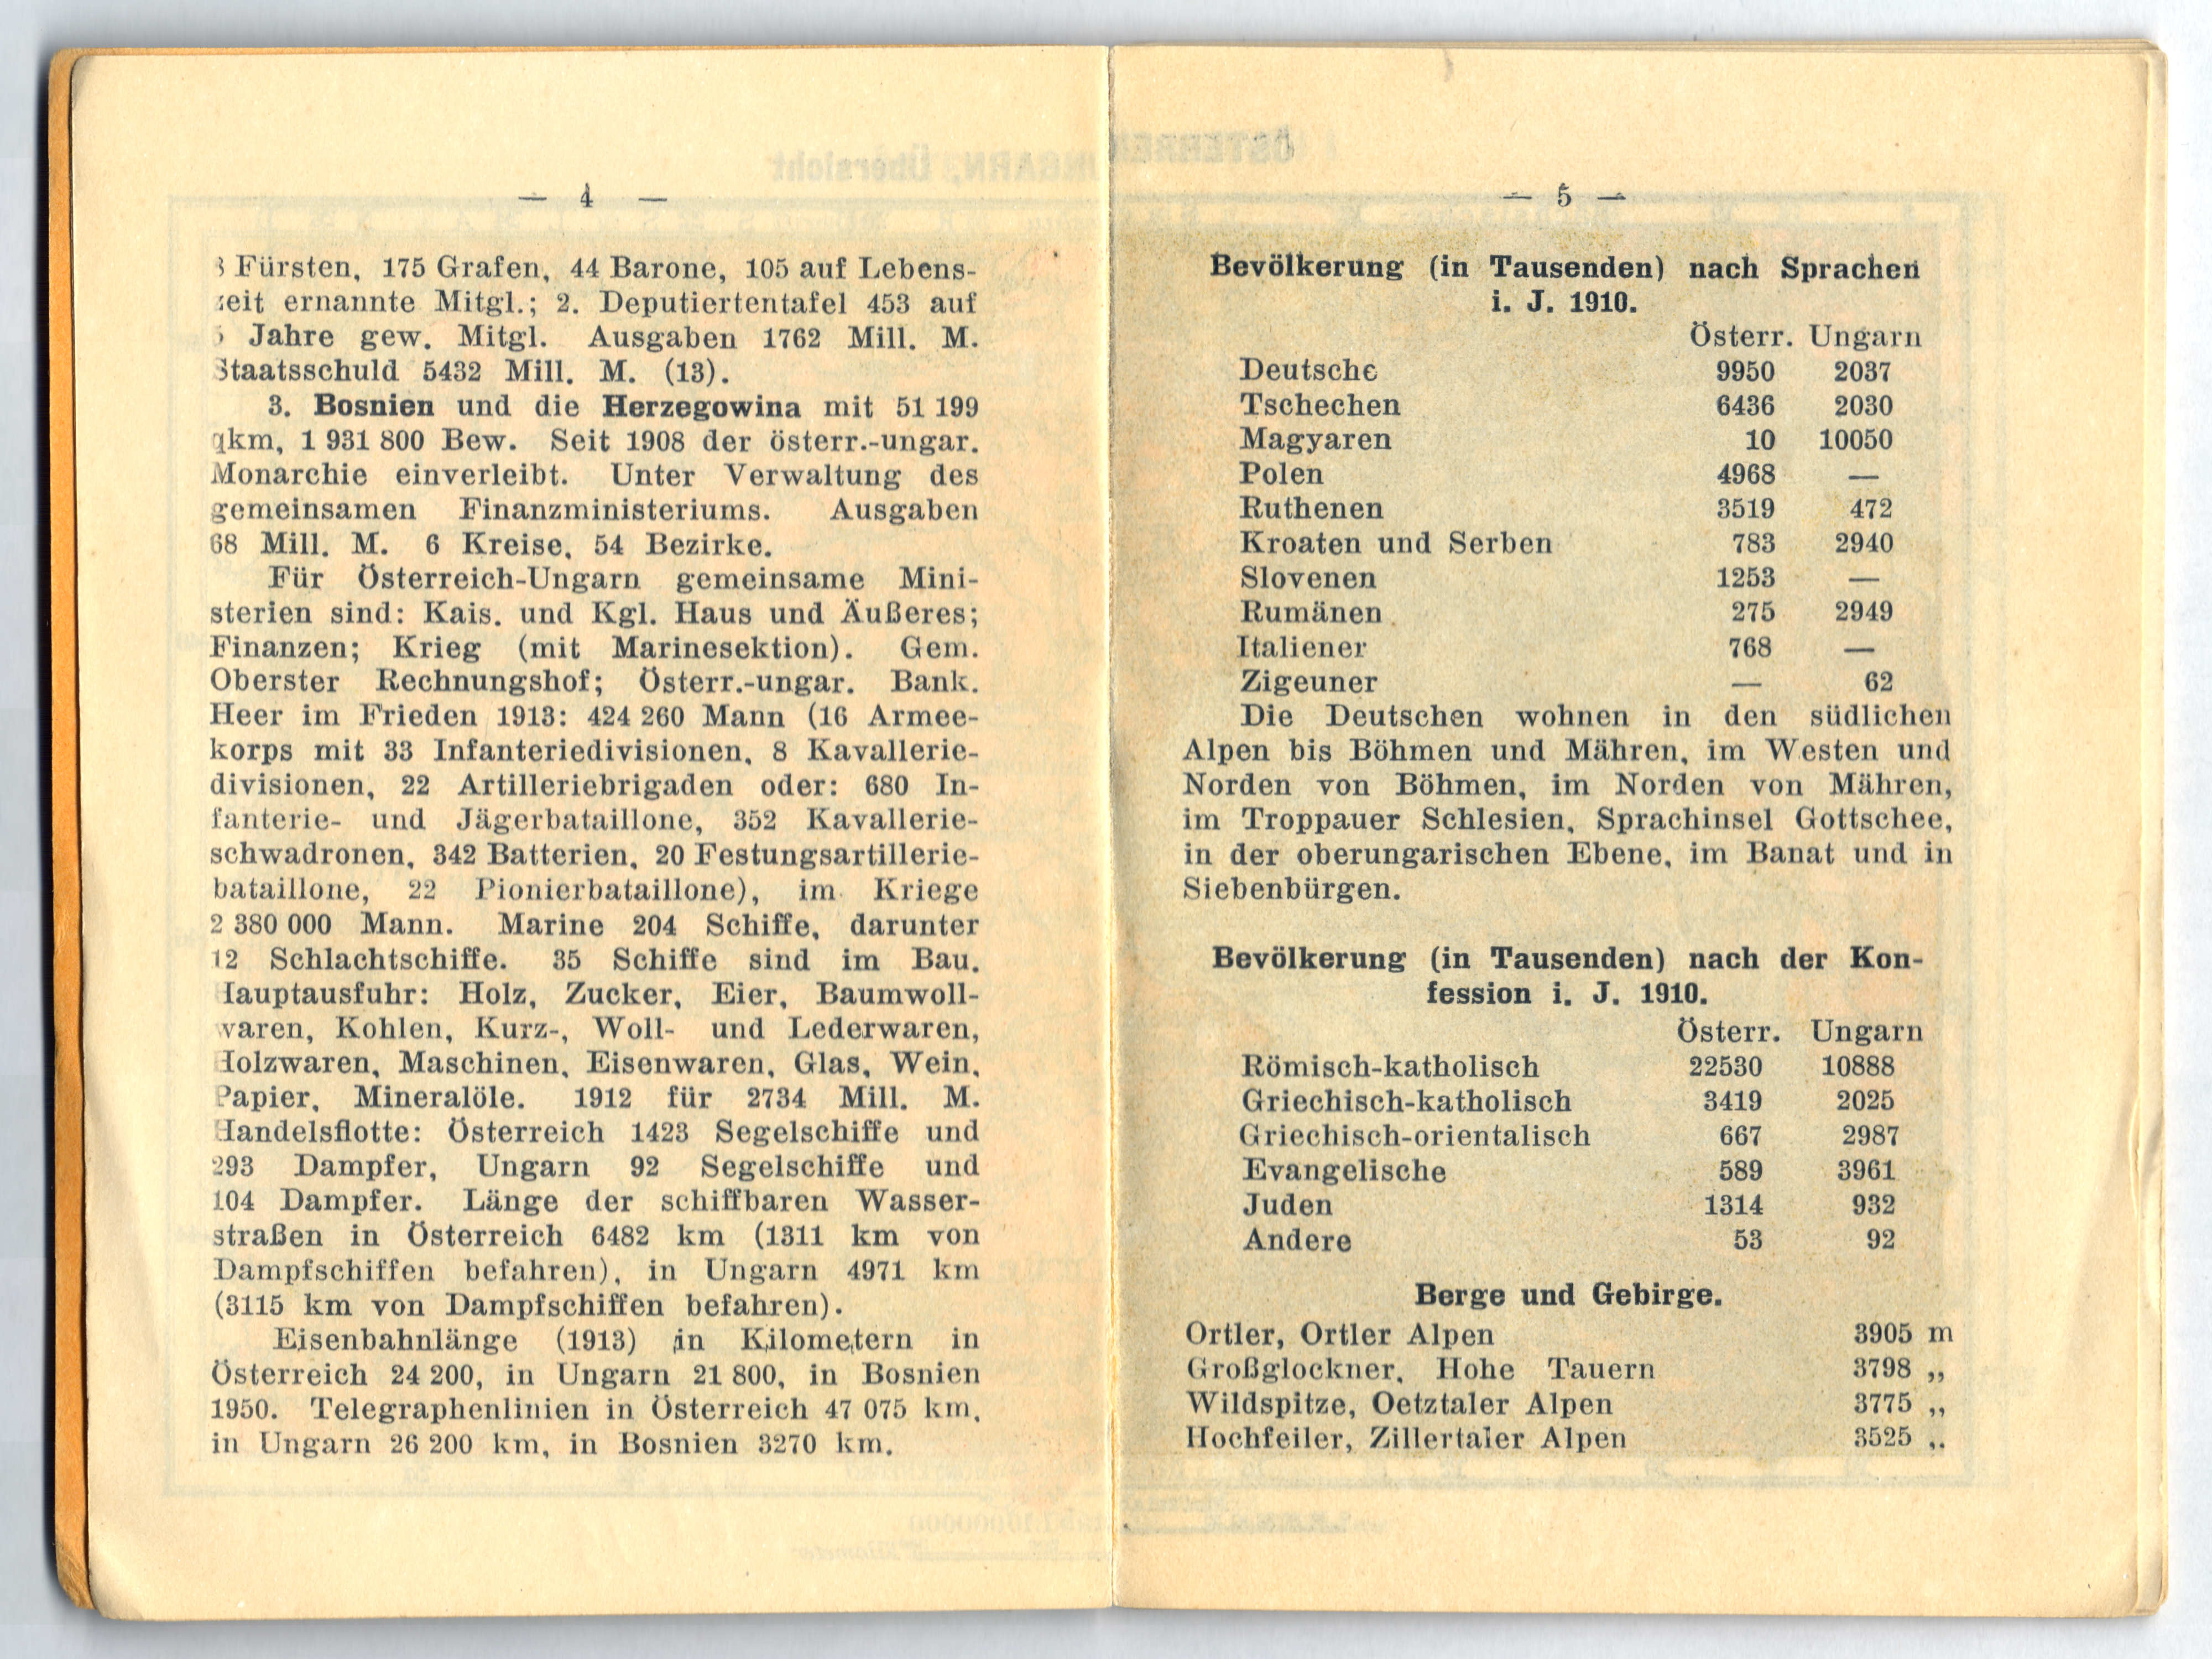 — 4 —
3 Fürsten, 175 Grafen, 44 Barone, 105 auf Lebens-
zeit ernannte Mitgl.; 2. Deputiertentafel 453 auf
5 Jahre gew. Mitgl. Ausgaben 1762 Mill. M.
Staatsschuld 5432 Mill. M. (13).
3. Bosnien und die Herzegowina mit 51 199
qkm, 1 931 800 Bew. Seit 1908 der österr.-ungar.
Monarchie einverleibt. Unter Verwaltung des
gemeinsamen Finanzministeriums. Ausgaben
68 Mill. M. 6 Kreise, 54 Bezirke.
Für Österreich-Ungarn gemeinsame Mini-
sterien sind: Kais. und Kgl. Haus und Äußeres;
Finanzen; Krieg (mit Marinesektion). Gem.
Oberster Rechnungshof; Österr.-ungar. Bank.
Heer im Frieden 1913: 424 260 Mann (16 Armee-
korps mit 33 Infanteriedivisionen, 8 Kavallerie-
divisionen, 22 Artilleriebrigaden oder: 680 In-
fanterie- und Jägerbataillone, 352 Kavallerie-
schwadronen, 342 Batterien, 20 Festungsartillerie-
bataillone, 22 Pionierbataillone), im Kriege
2 380 000 Mann. Marine 204 Schiffe, darunter
12 Schlachtschiffe. 35 Schiffe sind im Bau.
Hauptausfuhr: Holz, Zucker, Eier, Baumwoll-
waren, Kohlen, Kurz-, Woll- und Lederwaren,
Holzwaren, Maschinen, Eisenwaren, Glas, Wein,
Papier, Mineralöle. 1912 für 2734 Mill. M.
Handelsflotte: Österreich 1423 Segelschiffe und
293 Dampfer, Ungarn 92 Segelschiffe und
104 Dampfer. Länge der schiffbaren Wasser-
straßen in Österreich 6482 km (1311 km von
Dampfschiffen befahren), in Ungarn 4971 km
(3115 km von Dampfschiffen befahren).
Eisenbahnlänge (1913) in Kilometern in
Österreich 24 200, in Ungarn 21 800, in Bosnien
1950. Telegraphenlinien in Österreich 47 075 km,
in Ungarn 26 200 km, in Bosnien 3270 km.
— 5 —
Bevölkerung (in Tausenden) nach Sprachen
i. J. 1910.
Österr. Ungarn
Deutsche 9950 2037
Tschechen 6436 2030
Magyaren 10 10050
Polen 4968 —
Ruthenen 3519 472
Kroaten und Serben 783 2940
Slovenen 1253 —
Rumänen 275 2949
Italiener 768 —
Zigeuner — 62
Die Deutschen wohnen in den südlichen
Alpen bis Böhmen und Mähren, im Westen und
Norden von Böhmen, im Norden von Mähren,
im Troppauer Schlesien, Sprachinsel Gottschee,
in der oberungarischen Ebene, im Banat und in
Siebenbürgen.
Bevölkerung (in Tausenden) nach der Kon-
fession i. J. 1910.
Österr. Ungarn
Römisch-katholisch 22530 10888
Griechisch-katholisch 3419 2025
Griechisch-orientalisch 667 2987
Evangelische 589 3961
Juden 1314 932
Andere 53 92
Berge und Gebirge.
Ortler, Ortler Alpen 3905 m
Großglockner, Hohe Tauern 3798 „
Wildspitze, Oetztaler Alpen 3775 „
Hochfeiler, Zillertaler Alpen 3525 „